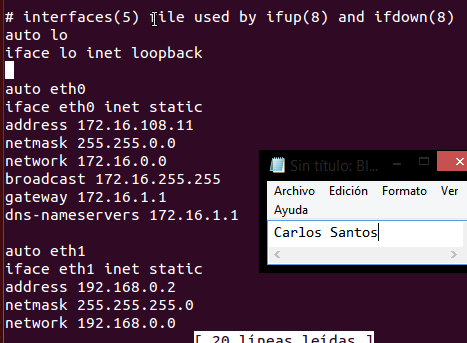 # interfaces(5) file used by ifup(8) and ifdown(8)
auto lo
iface lo inet loopback
auto eth0
iface eth0 inet static
address 172.16.108.11
netmask 255.255.0.0
network 172.16.0.0
broadcast 172.16.255.255
gateway 172.16.1.1
dns-nameservers 172.16.1.1
auto eth1
iface eth1 inet static
address 192.168.0.2
netmask 255.255.255.0
network 192.168.0.0
[ 20 líneas leídas ]
Sin título: Bl...
Archivo Edición Formato Ver
Ayuda
Carlos Santos